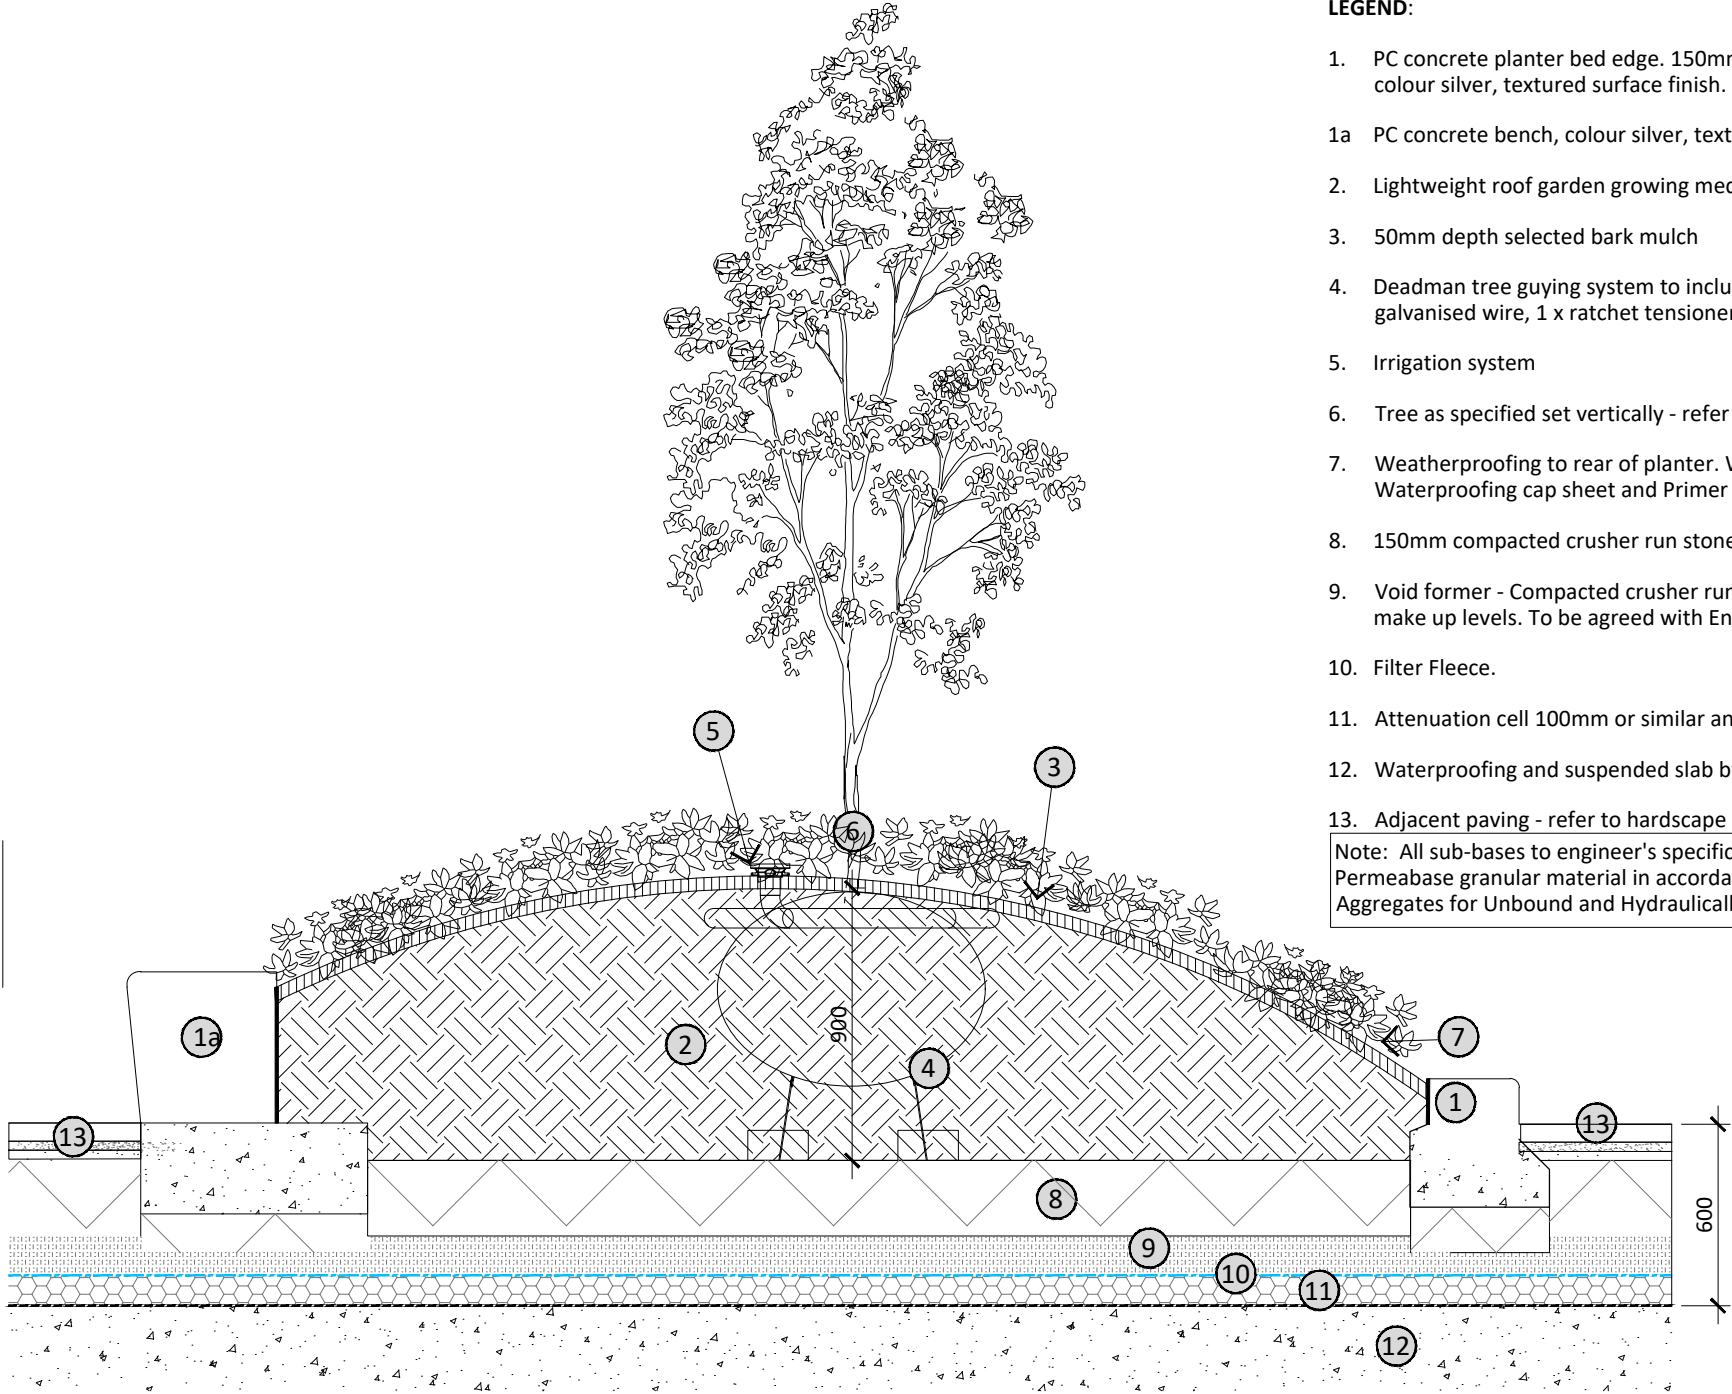 LEGEND:
1. PC concrete planter bed edge. 150mm
colour silver, textured surface finish.
1a PC concrete bench, colour silver, text
2. Lightweight roof garden growing med
3. 50mm depth selected bark mulch
4. Deadman tree guying system to inclu
galvanised wire, 1 x ratchet tensioner
5. Irrigation system
6. Tree as specified set vertically - refer
7. Weatherproofing to rear of planter. W
Waterproofing cap sheet and Primer
8. 150mm compacted crusher run stone
9. Void former - Compacted crusher run
make up levels. To be agreed with En
10. Filter Fleece.
11. Attenuation cell 100mm or similar an
12. Waterproofing and suspended slab b
13. Adjacent paving - refer to hardscape
Note: All sub-bases to engineer's specific
Permeabase granular material in accorda
Aggregates for Unbound and Hydraulicall
5
3
6
1a
2
900
4
7
1
13
13
8
600
9
10
11
12